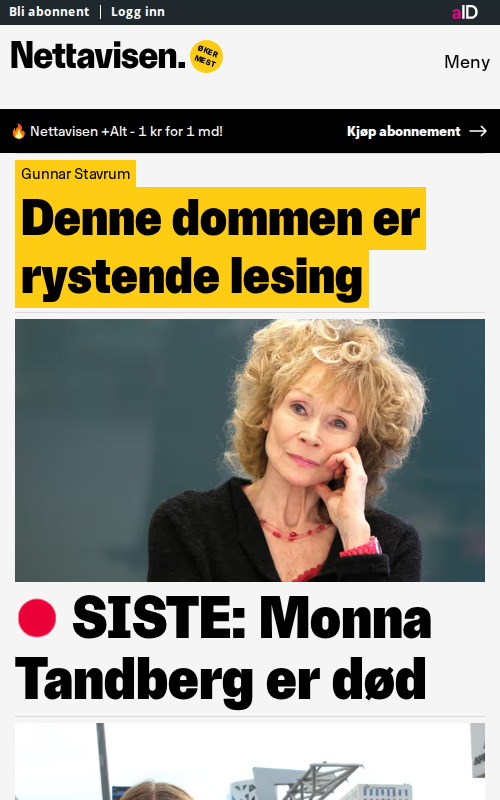 Bli abonnent
Logg inn
aID
Nettavisen.
ØKER
MEST
Meny
Nettavisen +Alt - 1 kr for 1 md!
Kjøp abonnement
Gunnar Stavrum
Denne dommen er
rystende lesing
SISTE: Monna
Tandberg er død